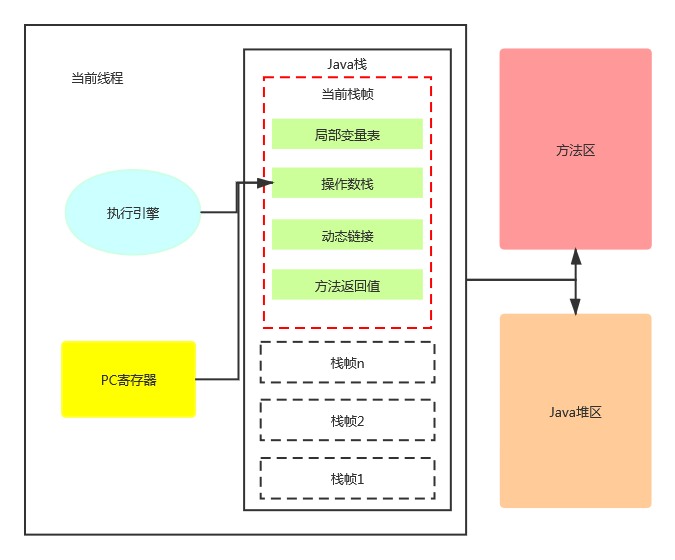 当前线程
Java栈
当前栈帧
局部变量表
操作数栈
动态链接
方法返回值
执行引擎
PC寄存器
栈帧n
栈帧2
栈帧1
方法区
Java堆区